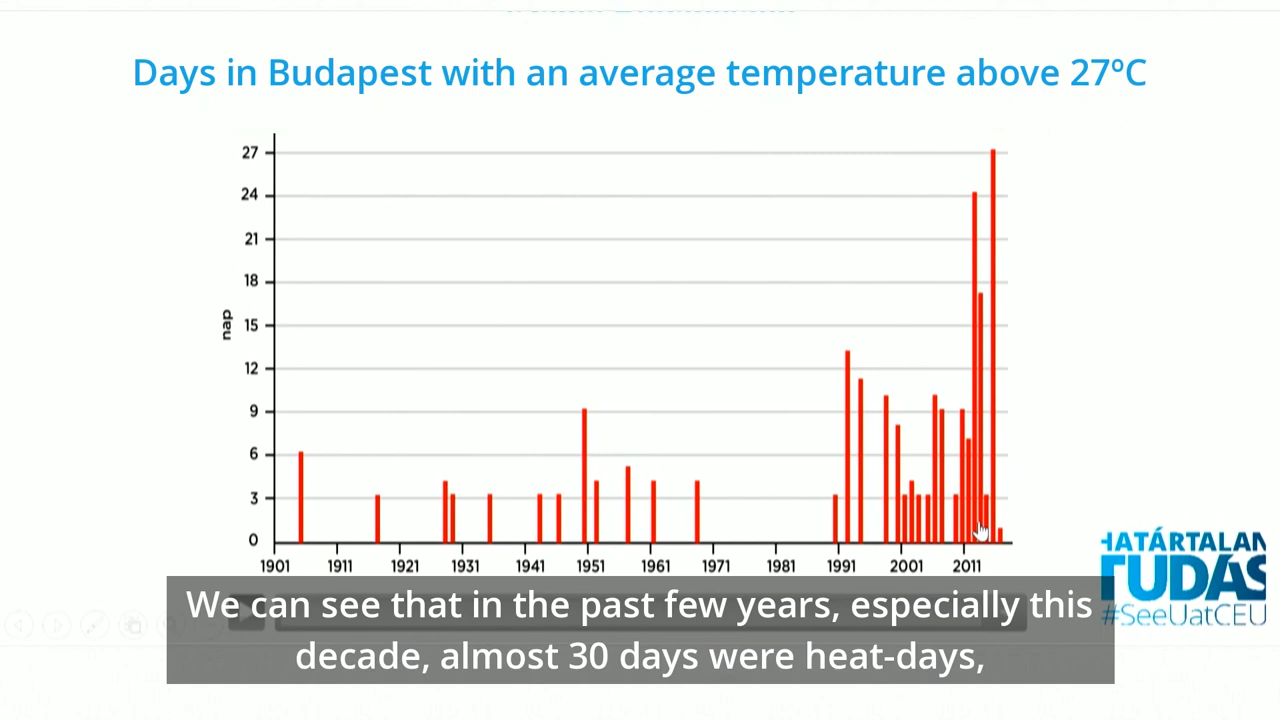 Days in Budapest with an average temperature above 27°C
27
24
21
18
15
12
9
6
3
0
nap
1901 1911 1921 1931 1941 1951 1961 1971 1981 1991 2001 2011
HATÁRTALAN
TUDÁS
#SeeUatCEU
We can see that in the past few years, especially this
decade, almost 30 days were heat-days,